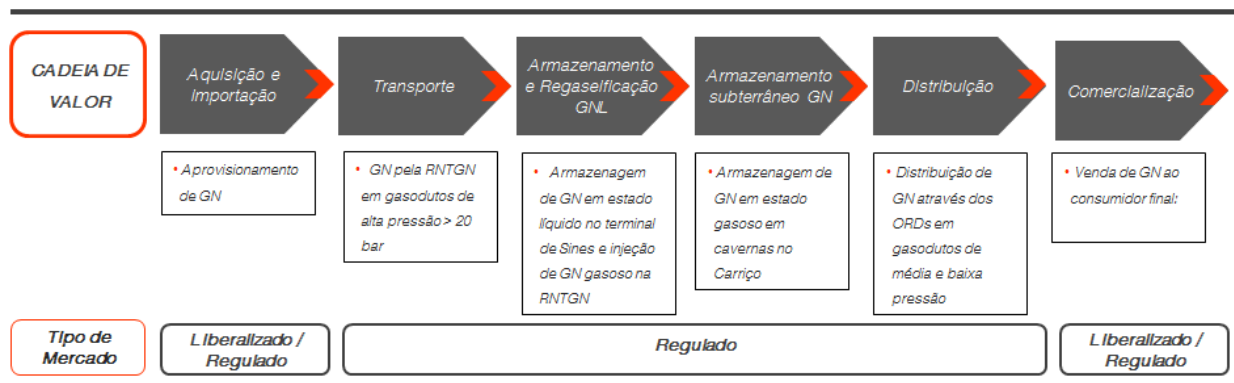 CADEIA DE
VALOR
Aquisição e
Importação
Transporte
Armazenamento
e Regaseificação
GNL
Armazenamento
subterrâneo GN
Distribuição
Comercialização
• Aprovisionamento
de GN
• GN pela RNTGN
em gasodutos de
alta pressão > 20
bar
• Armazenagem
de GN em estado
líquido no terminal
de Sines e injeção
de GN gasoso na
RNTGN
• Armazenagem de
GN em estado
gasoso em
cavernas no
Carriço
• Distribuição de
GN através dos
ORDs em
gasodutos de
média e baixa
pressão
• Venda de GN ao
consumidor final:
Tipo de
Mercado
Liberalizado /
Regulado
Regulado
Liberalizado /
Regulado